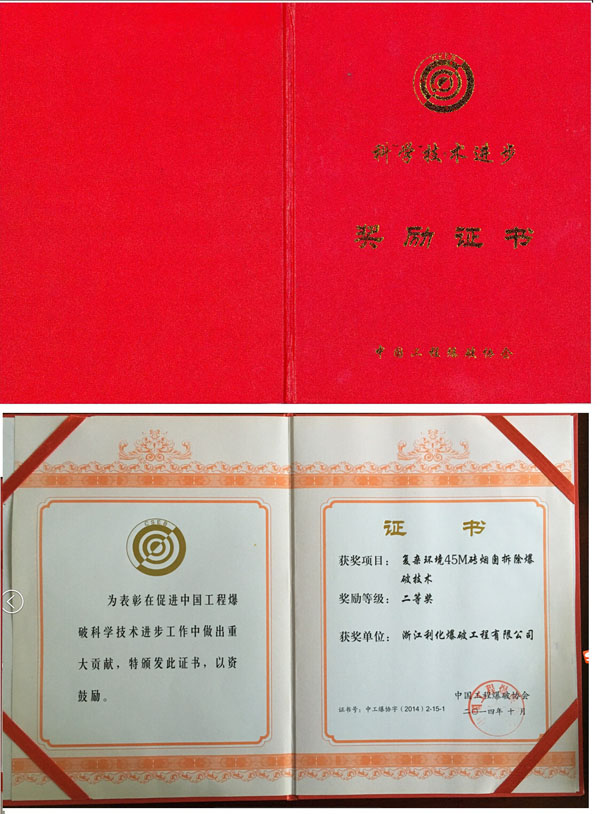 科学技术进步
奖励证书
中国工程爆破协会
为表彰在促进中国工程爆
破科学技术进步工作中做出重
大贡献，特颁发此证书，以资
鼓励。
证书
获奖项目：复杂环境45M砖烟囱拆除爆
破技术
奖励等级：二等奖
获奖单位：浙江利化爆破工程有限公司
中国工程爆破协会
证书号：中工爆协字（2014）2-15-1
二〇一四年 十 月